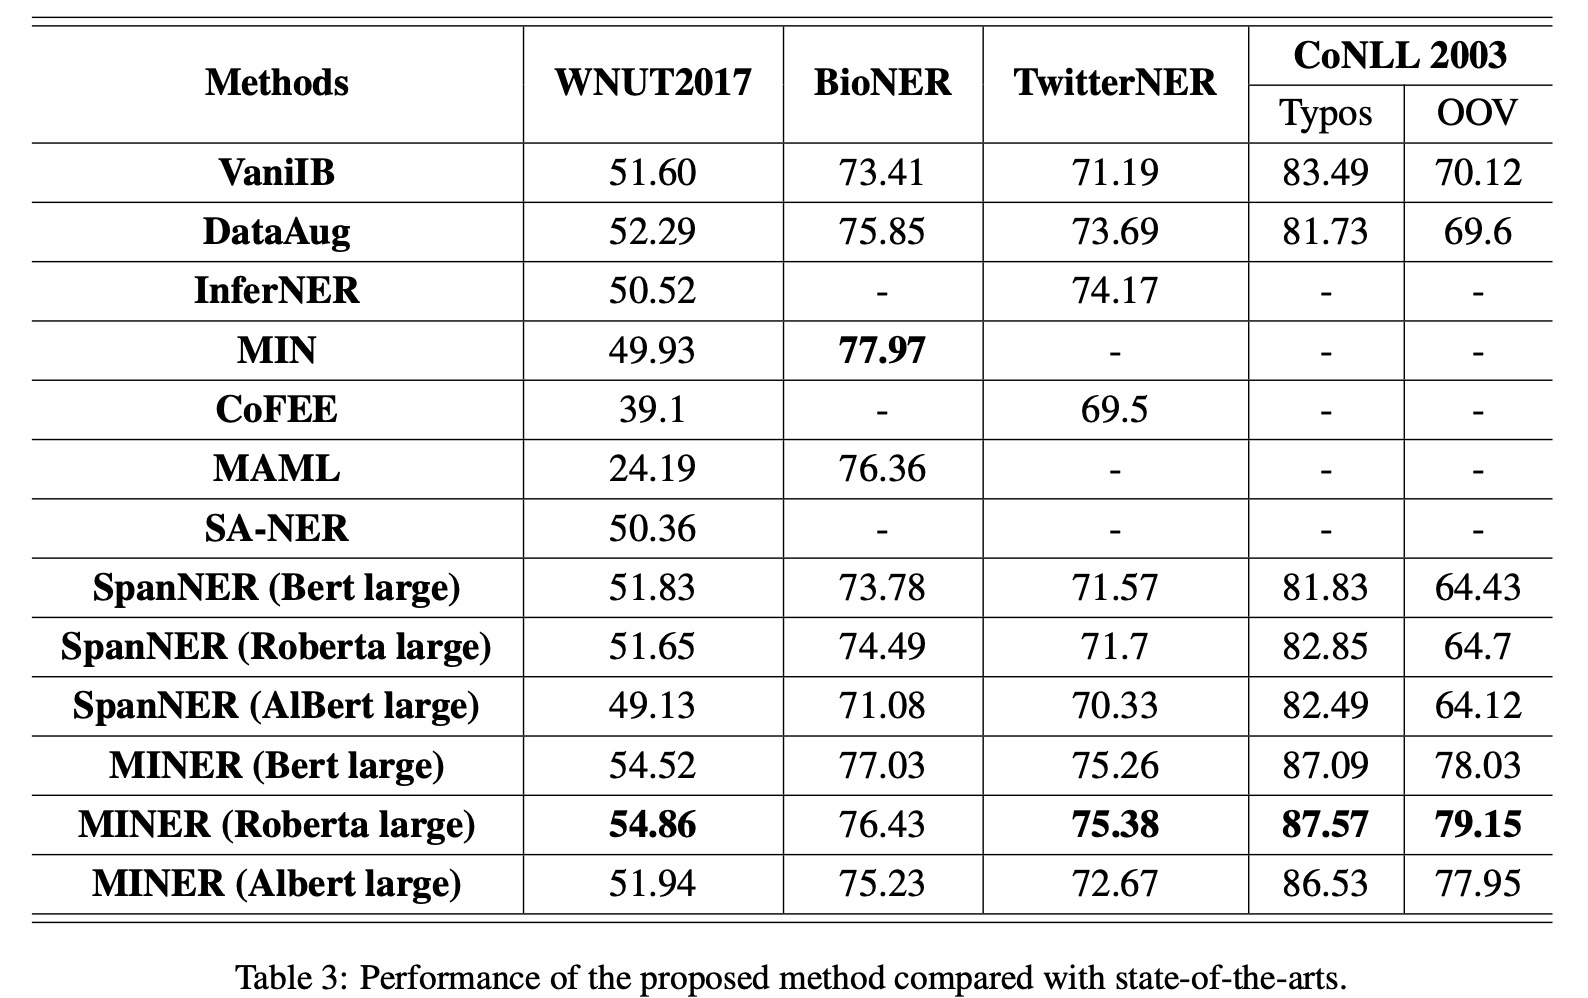 Methods WNUT2017 BioNER TwitterNER CoNLL 2003
Typos OOV
VaniIB 51.60 73.41 71.19 83.49 70.12
DataAug 52.29 75.85 73.69 81.73 69.6
InferNER 50.52 - 74.17 - -
MIN 49.93 77.97 - - -
CoFEE 39.1 - 69.5 - -
MAML 24.19 76.36 - - -
SA-NER 50.36 - - - -
SpanNER (Bert large) 51.83 73.78 71.57 81.83 64.43
SpanNER (Roberta large) 51.65 74.49 71.7 82.85 64.7
SpanNER (AlBert large) 49.13 71.08 70.33 82.49 64.12
MINER (Bert large) 54.52 77.03 75.26 87.09 78.03
MINER (Roberta large) 54.86 76.43 75.38 87.57 79.15
MINER (Albert large) 51.94 75.23 72.67 86.53 77.95
Table 3: Performance of the proposed method compared with state-of-the-arts.